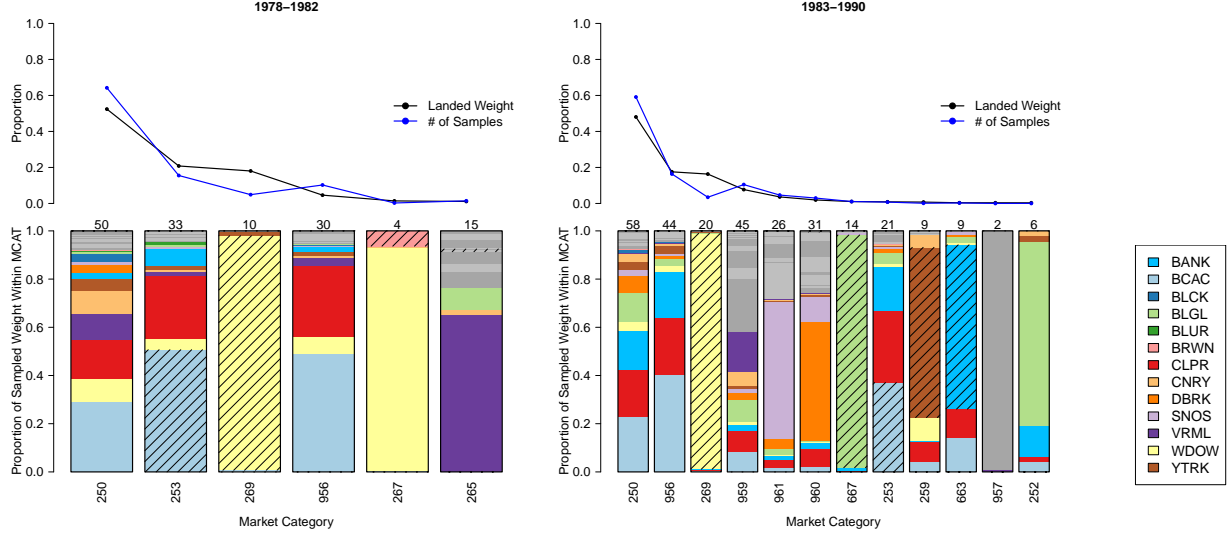 1978–1982
1.0
0.8
0.6
0.4
0.2
0.0
Proportion
Landed Weight
# of Samples
50 33 10 30 4 15
1.0
0.8
0.6
0.4
0.2
0.0
Proportion of Sampled Weight Within MCAT
250 253 269 956 267 265
Market Category
1983–1990
1.0
0.8
0.6
0.4
0.2
0.0
Proportion
Landed Weight
# of Samples
58 44 20 45 26 31 14 21 9 9 2 6
1.0
0.8
0.6
0.4
0.2
0.0
Proportion of Sampled Weight Within MCAT
250 956 269 959 961 960 667 253 259 663 957 252
Market Category
BANK
BCAC
BLCK
BLGL
BLUR
BRWN
CLPR
CNRY
DBRK
SNOS
VRML
WDOW
YTRK